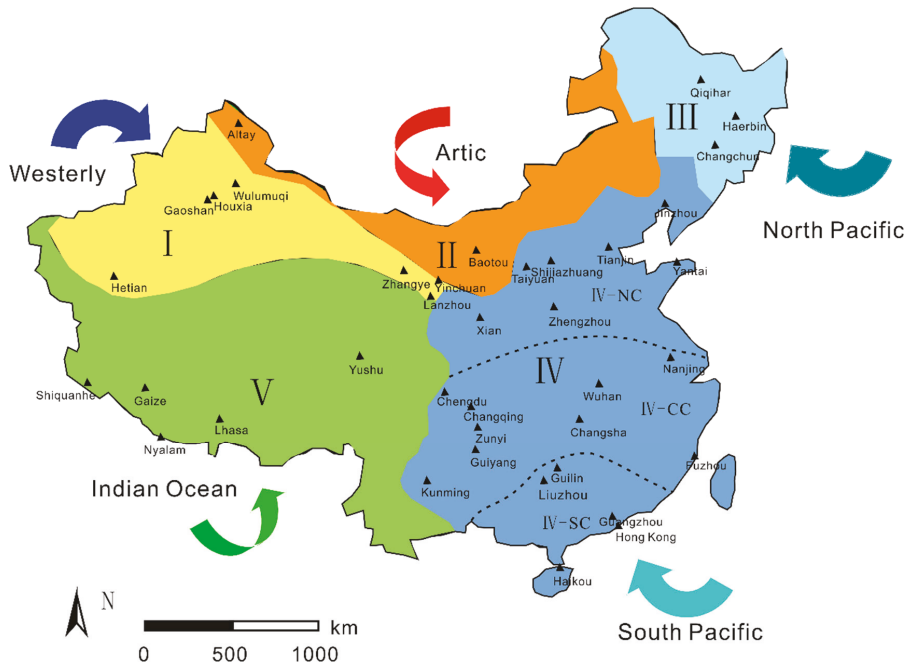 Qiqihar
III
Haerbin
Altay
Changchun
Artic
Westerly
Wulumuqi
Houxia
Gaoshan
Jinzhou
North Pacific
I
II
Baotou
Tianjin
Shijiazhuang
Taiyuan
Yantai
Hetian
Zhangye
Yinchuan
Lanzhou
IV-NC
Xian
Zhengzhou
Yushu
IV
Nanjing
Shiquanhe
Gaize
V
Chengdu
Wuhan
IV-CC
Changqing
Lhasa
Zunyi
Changsha
Nyalam
Guiyang
Fuzhou
Indian Ocean
Kunming
Guilin
Liuzhou
IV-SC
Guangzhou
Hong Kong
Haikou
N
South Pacific
km
0 500 1000